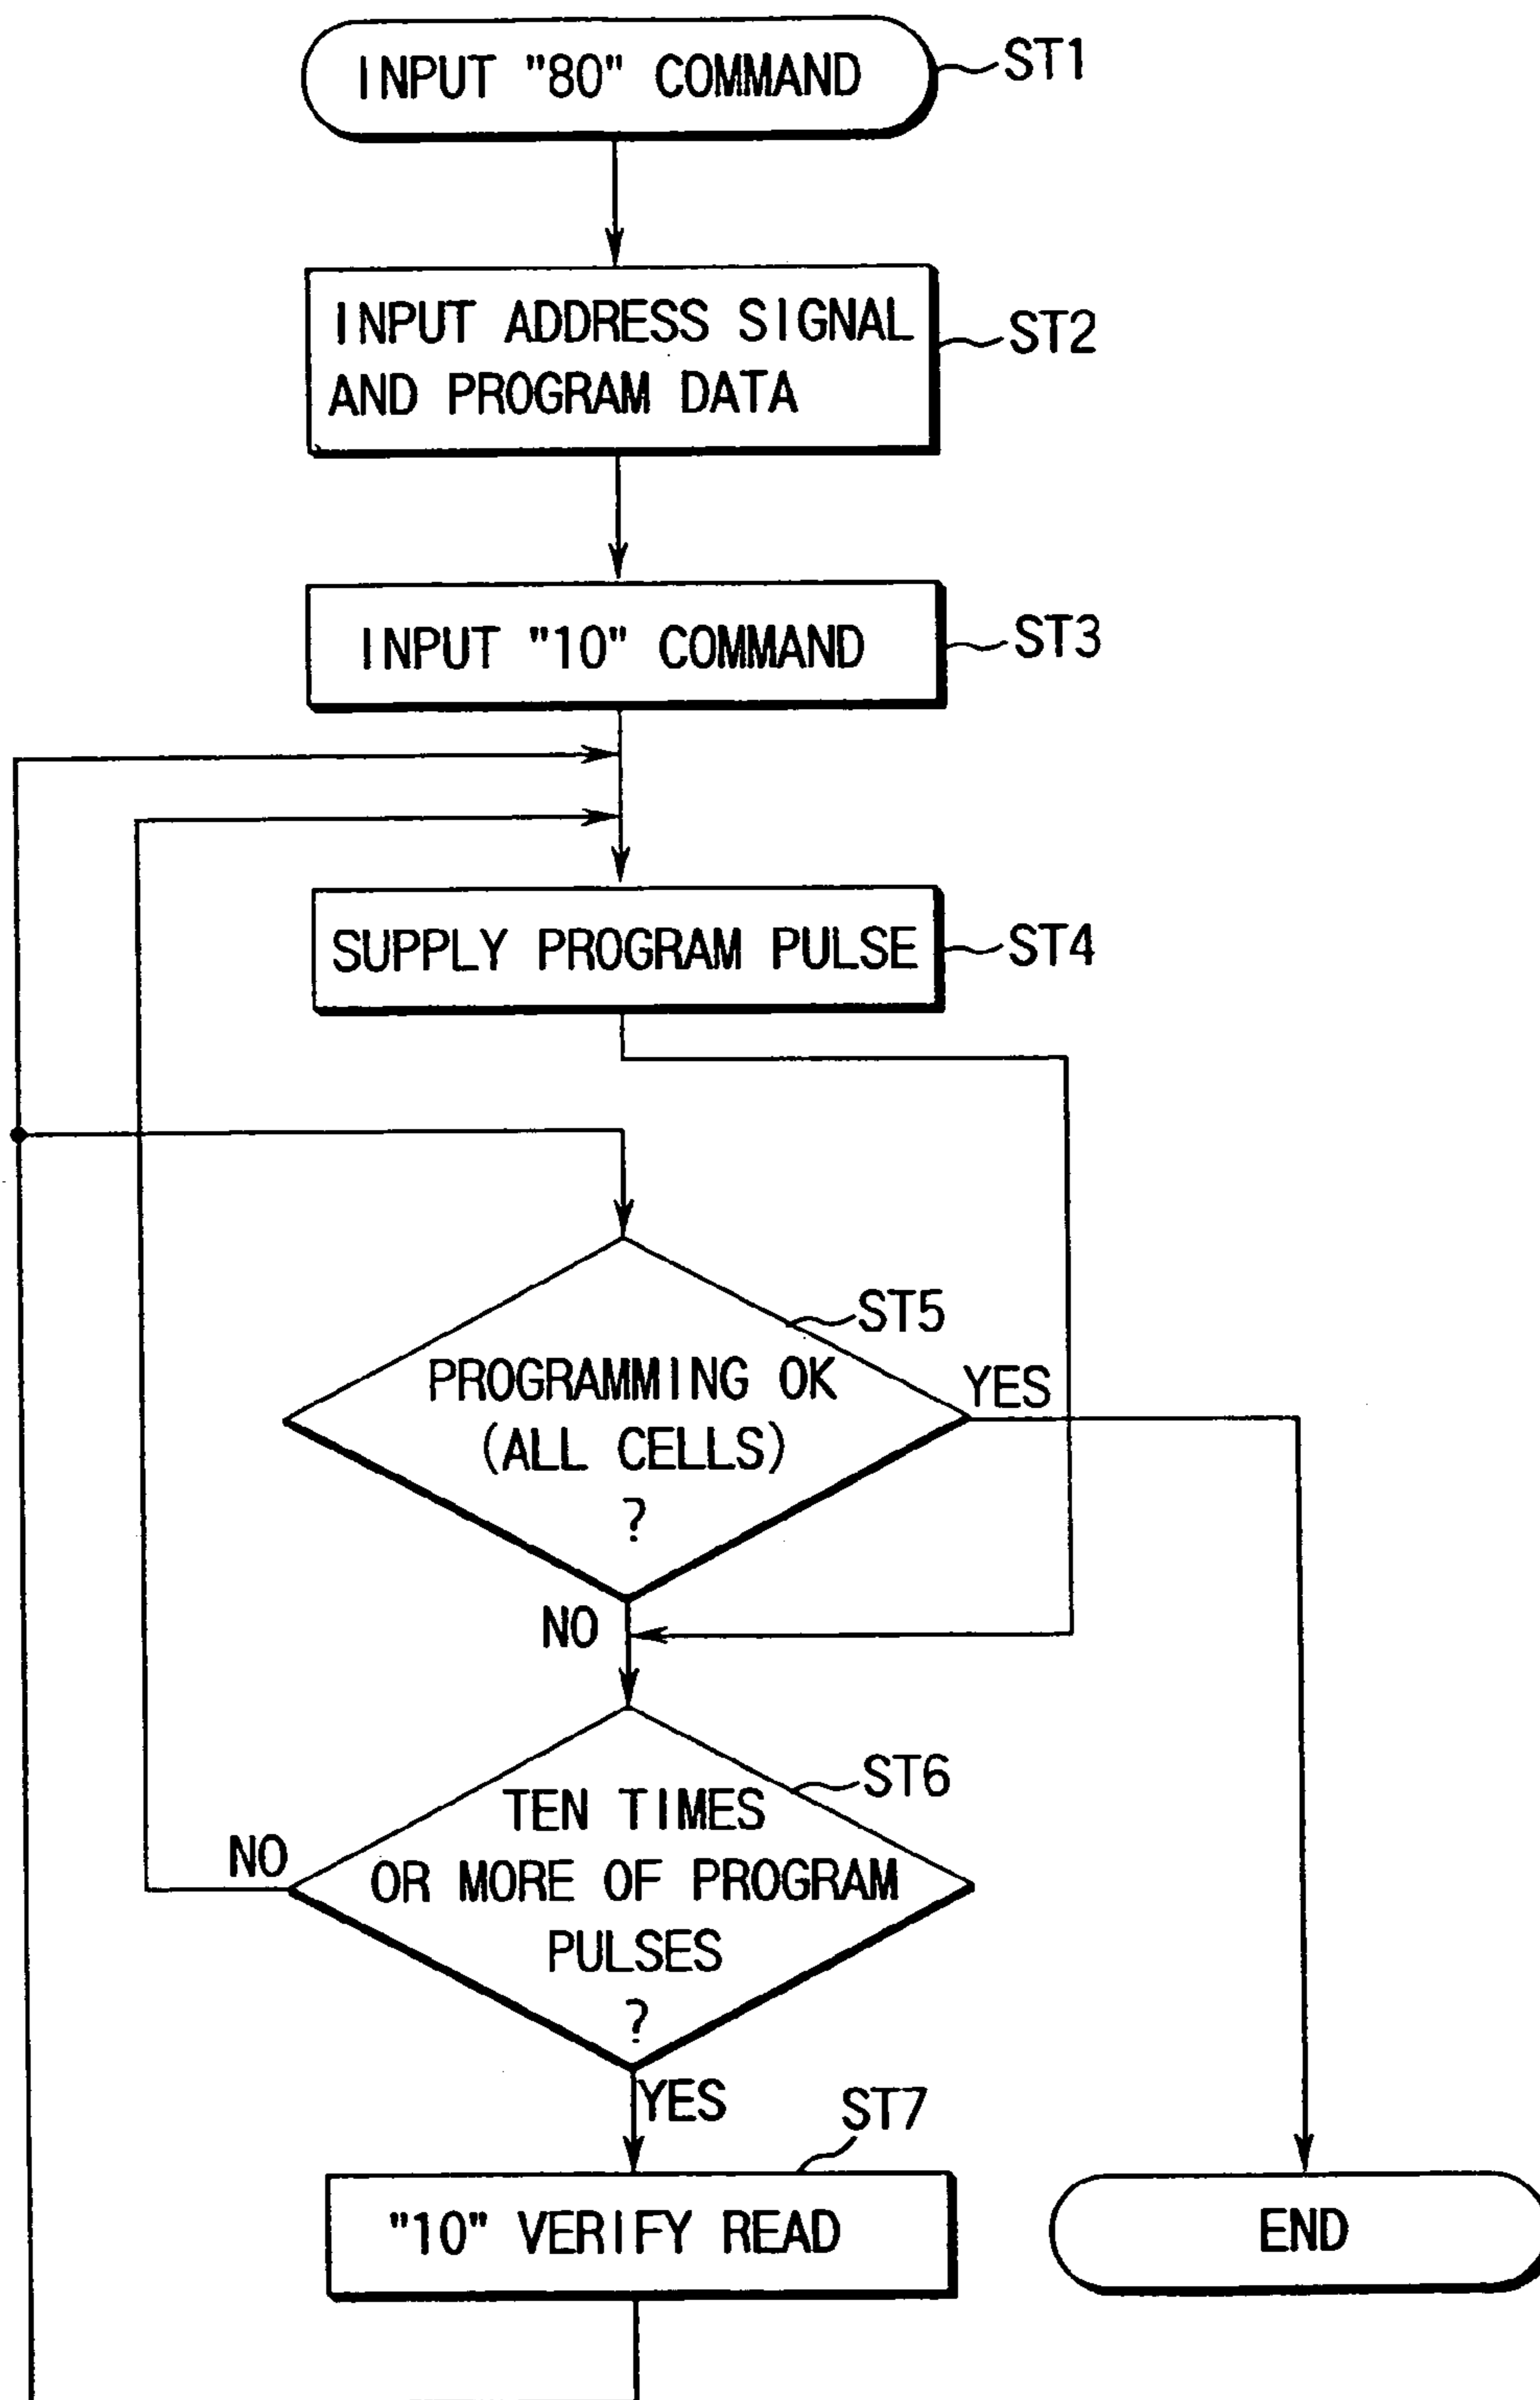 INPUT "80" COMMAND
ST1
INPUT ADDRESS SIGNAL
AND PROGRAM DATA
ST2
INPUT "10" COMMAND
ST3
SUPPLY PROGRAM PULSE
ST4
ST5
PROGRAMMING OK
(ALL CELLS)
?
YES
NO
ST6
TEN TIMES
OR MORE OF PROGRAM
PULSES
?
NO
YES
ST7
"10" VERIFY READ
END